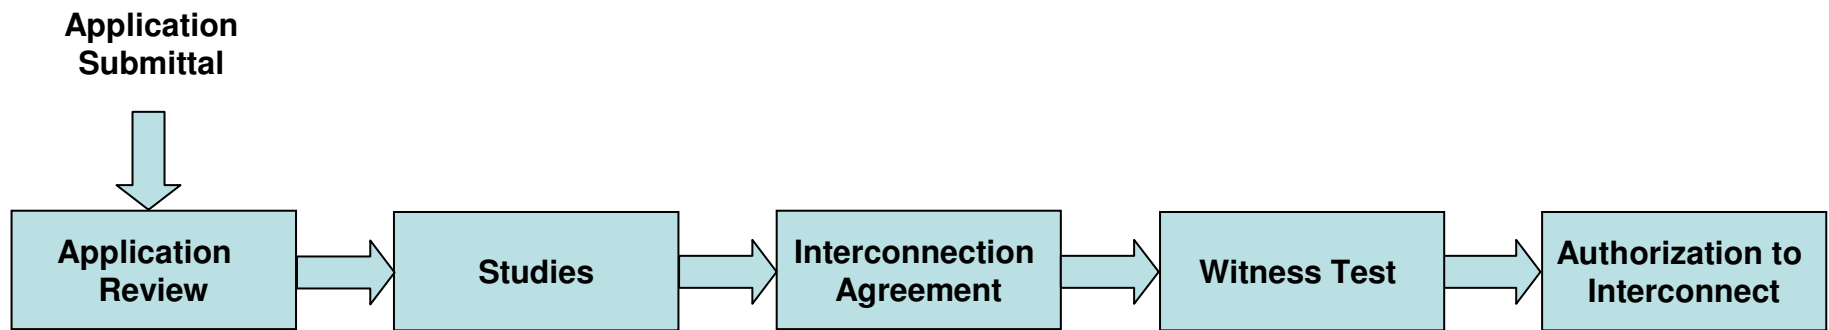 Application
Submittal
Application
Review
Studies
Interconnection
Agreement
Witness Test
Authorization to
Interconnect